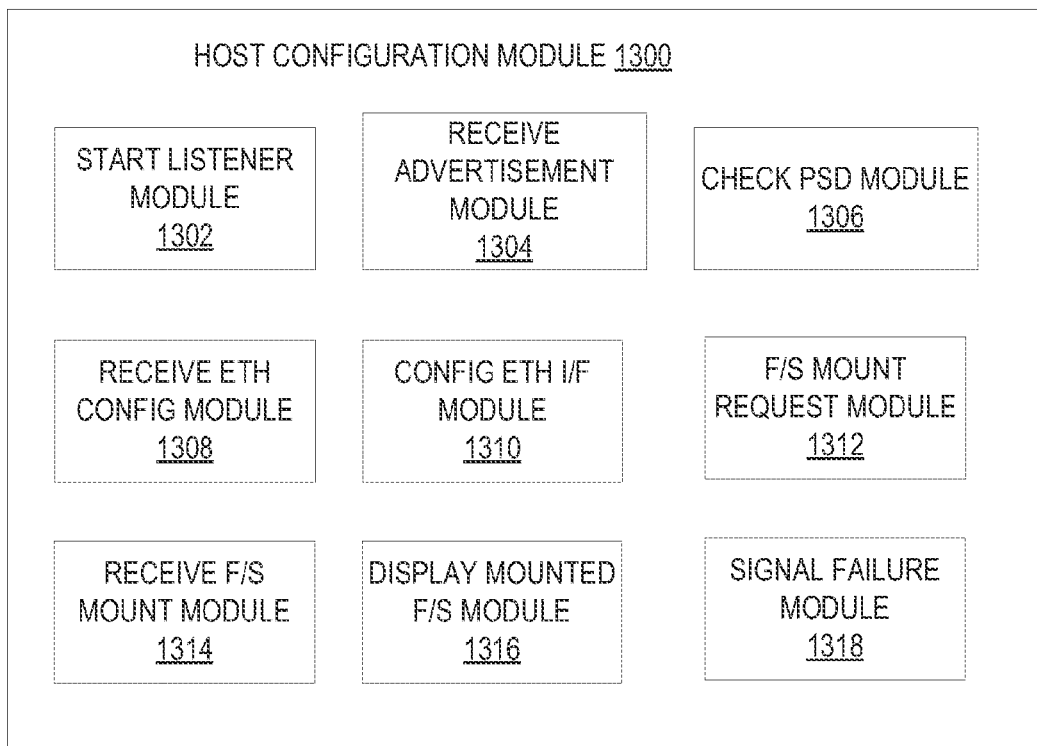 HOST CONFIGURATION MODULE 1300
START LISTENER
MODULE
1302
RECEIVE
ADVERTISEMENT
MODULE
1304
CHECK PSD MODULE
1306
RECEIVE ETH
CONFIG MODULE
1308
CONFIG ETH I/F
MODULE
1310
F/S MOUNT
REQUEST MODULE
1312
RECEIVE F/S
MOUNT MODULE
1314
DISPLAY MOUNTED
F/S MODULE
1316
SIGNAL FAILURE
MODULE
1318